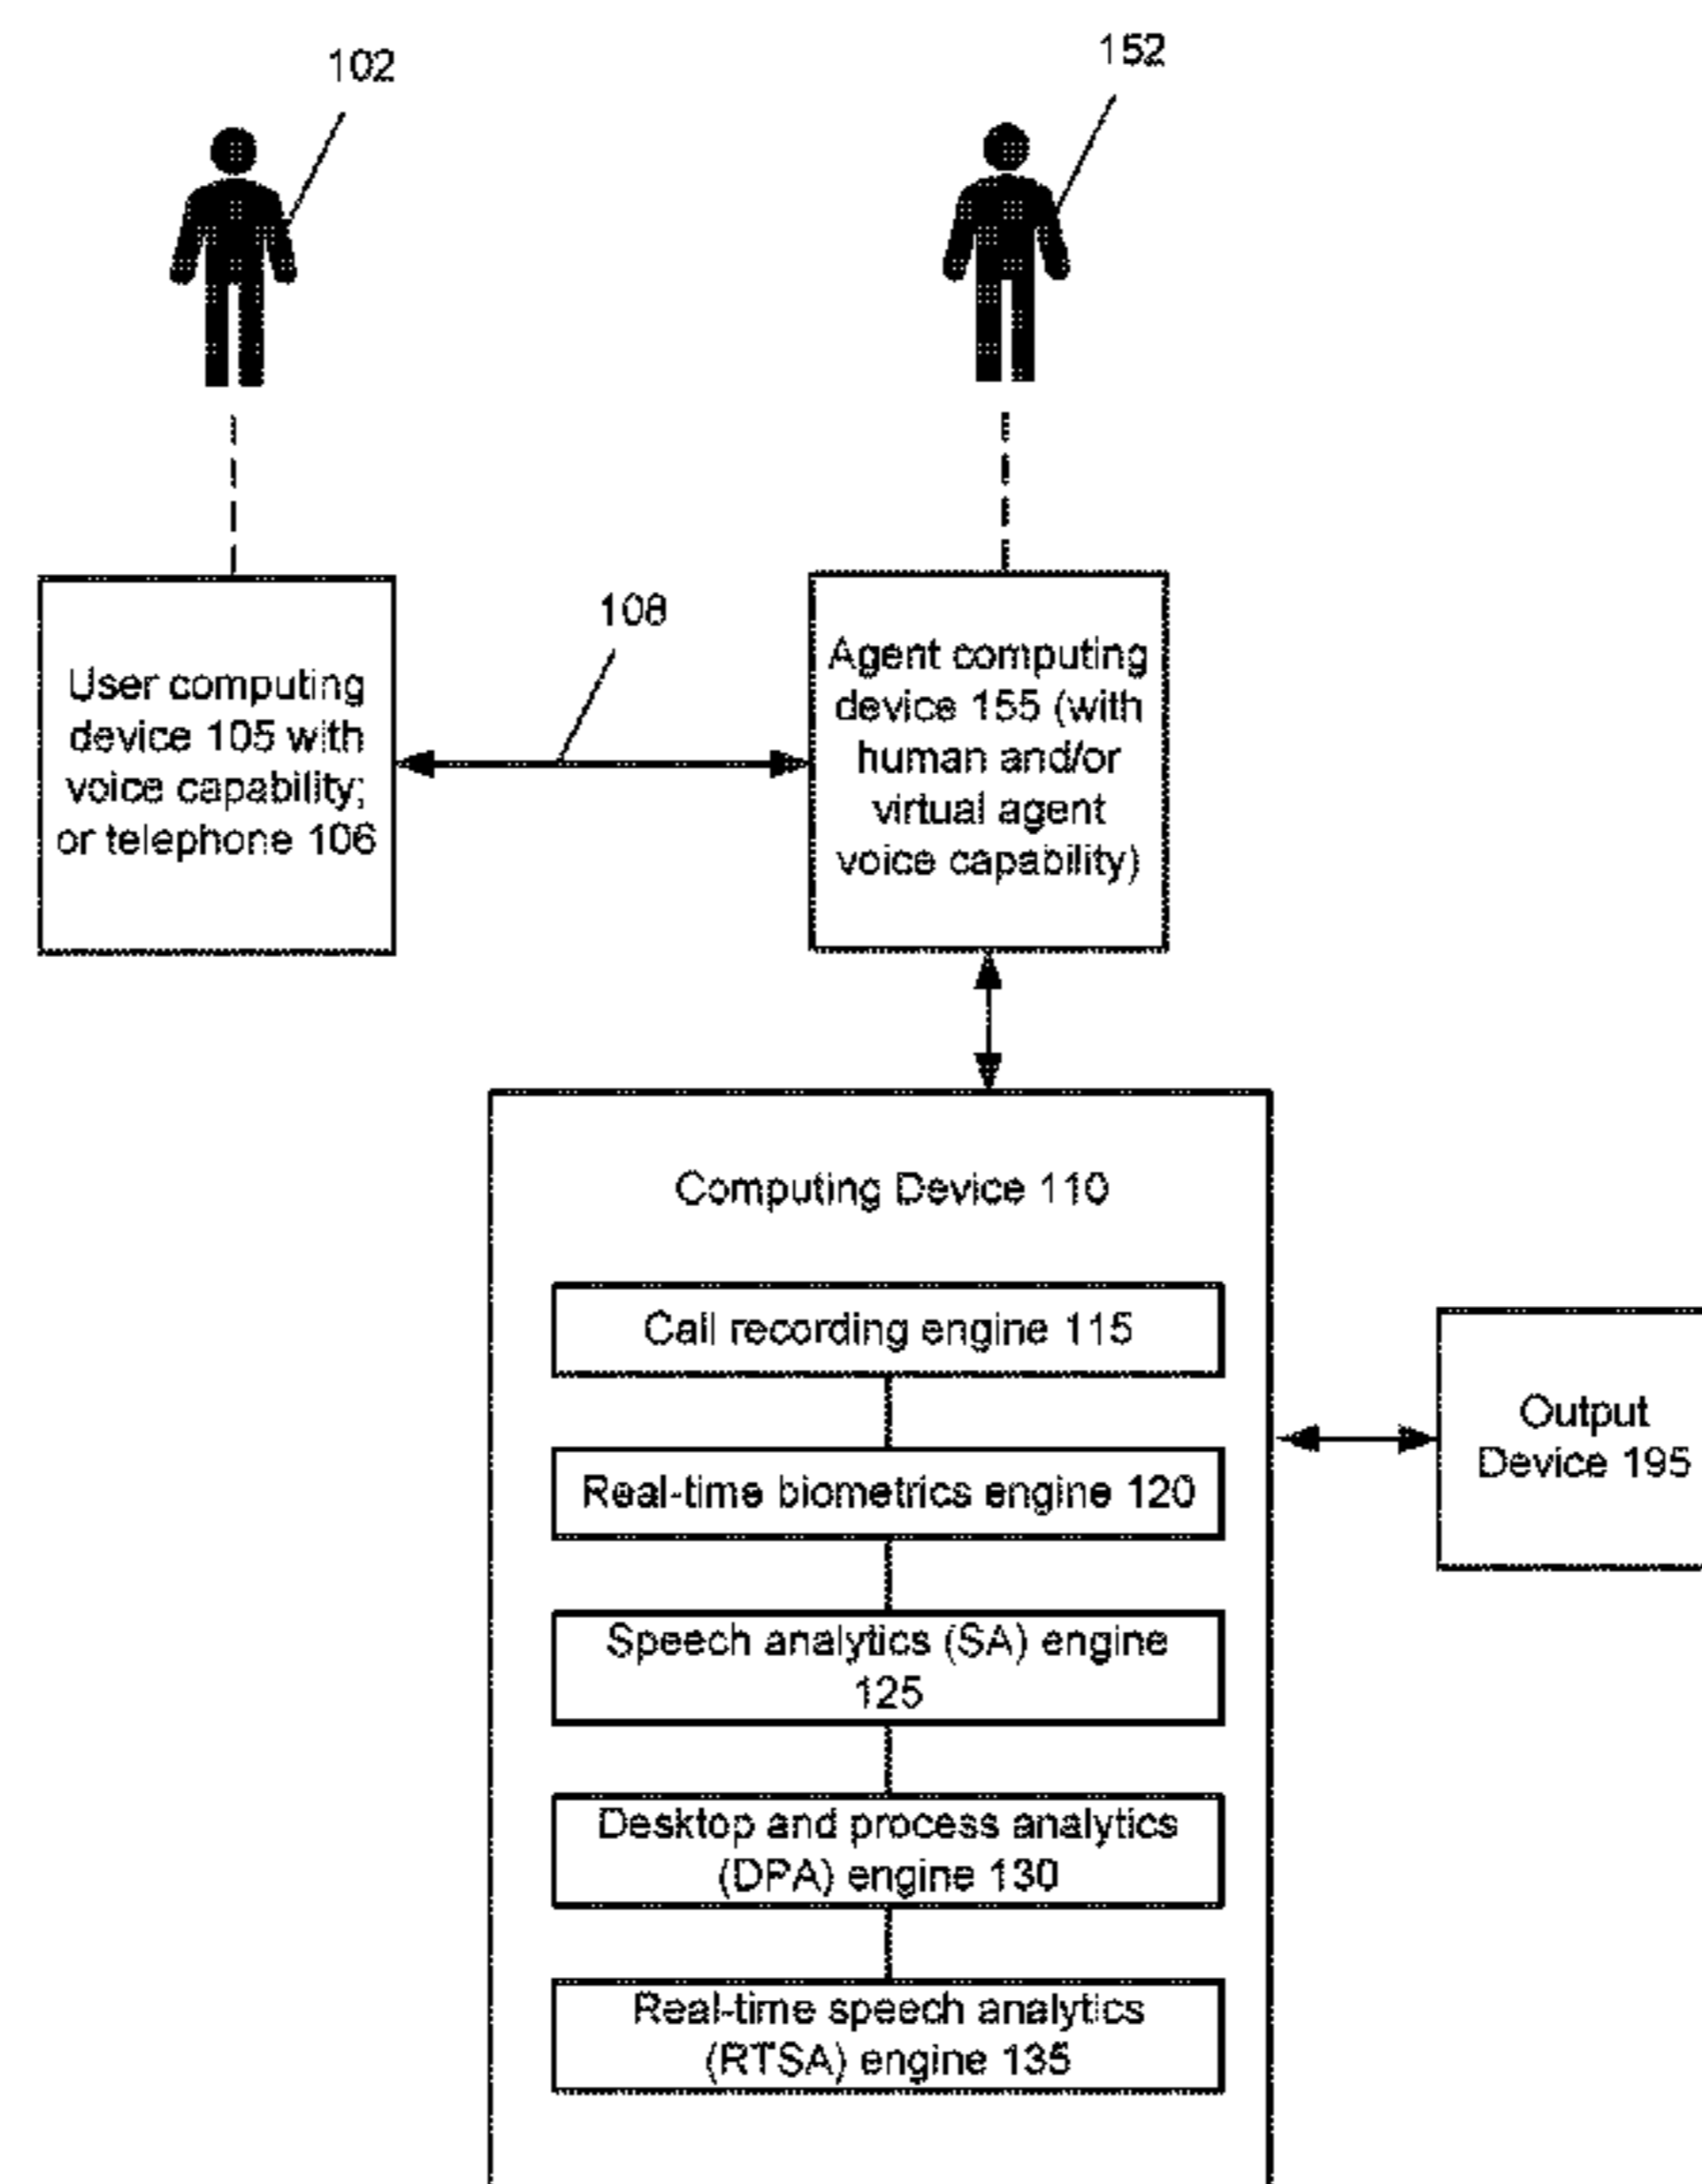 102
152
108
User computing
device 105 with
voice capability;
or telephone 106
Agent computing
device 155 (with
human and/or
virtual agent
voice capability)
Computing Device 110
Call recording engine 115
Real-time biometrics engine 120
Speech analytics (SA) engine
125
Desktop and process analytics
(DPA) engine 130
Real-time speech analytics
(RTSA) engine 135
Output
Device 195